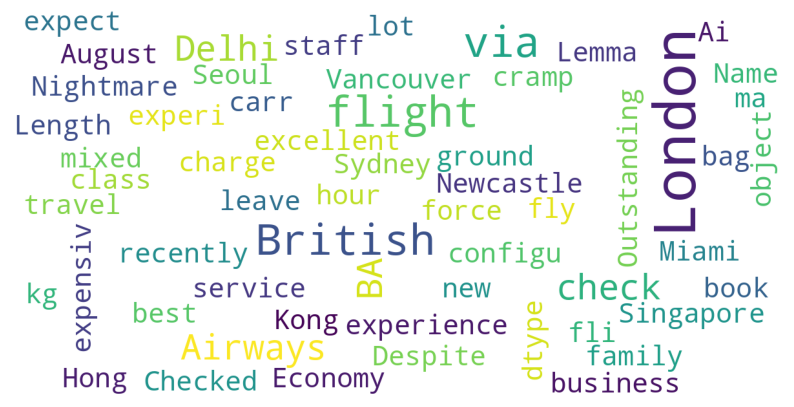 expect
lot
Ai
August
Delhi
staff
via
Lemma
London
Nightmare
Seoul
Vancouver
cramp
Name
Length
experi
carr
flight
ma
excellent
Outstanding
object
mixed
charge
Sydney
ground
bag
class
Newcastle
travel
leave
hour
force
fly
British
recently
configu
Miami
expensiv
BA
kg
service
new
check
book
best
Kong
experience
dtype
Singapore
fli
Airways
Despite
family
Hong
Checked
Economy
business